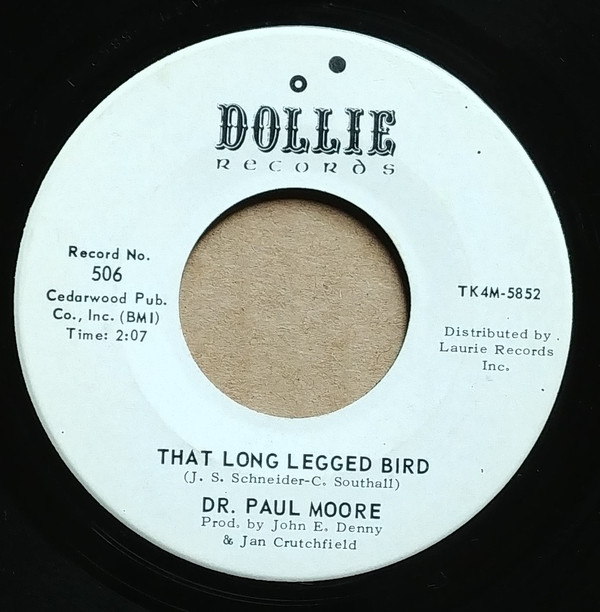 DOLLIE
RECORDS
Record No.
506
Cedarwood Pub.
Co., Inc. (BMI)
Time: 2:07
TK4M-5852
Distributed by
Laurie Records
Inc.
THAT LONG LEGGED BIRD
(J. S. Schneider-C. Southall)
DR. PAUL MOORE
Prod. by John E. Denny
& Jan Crutchfield